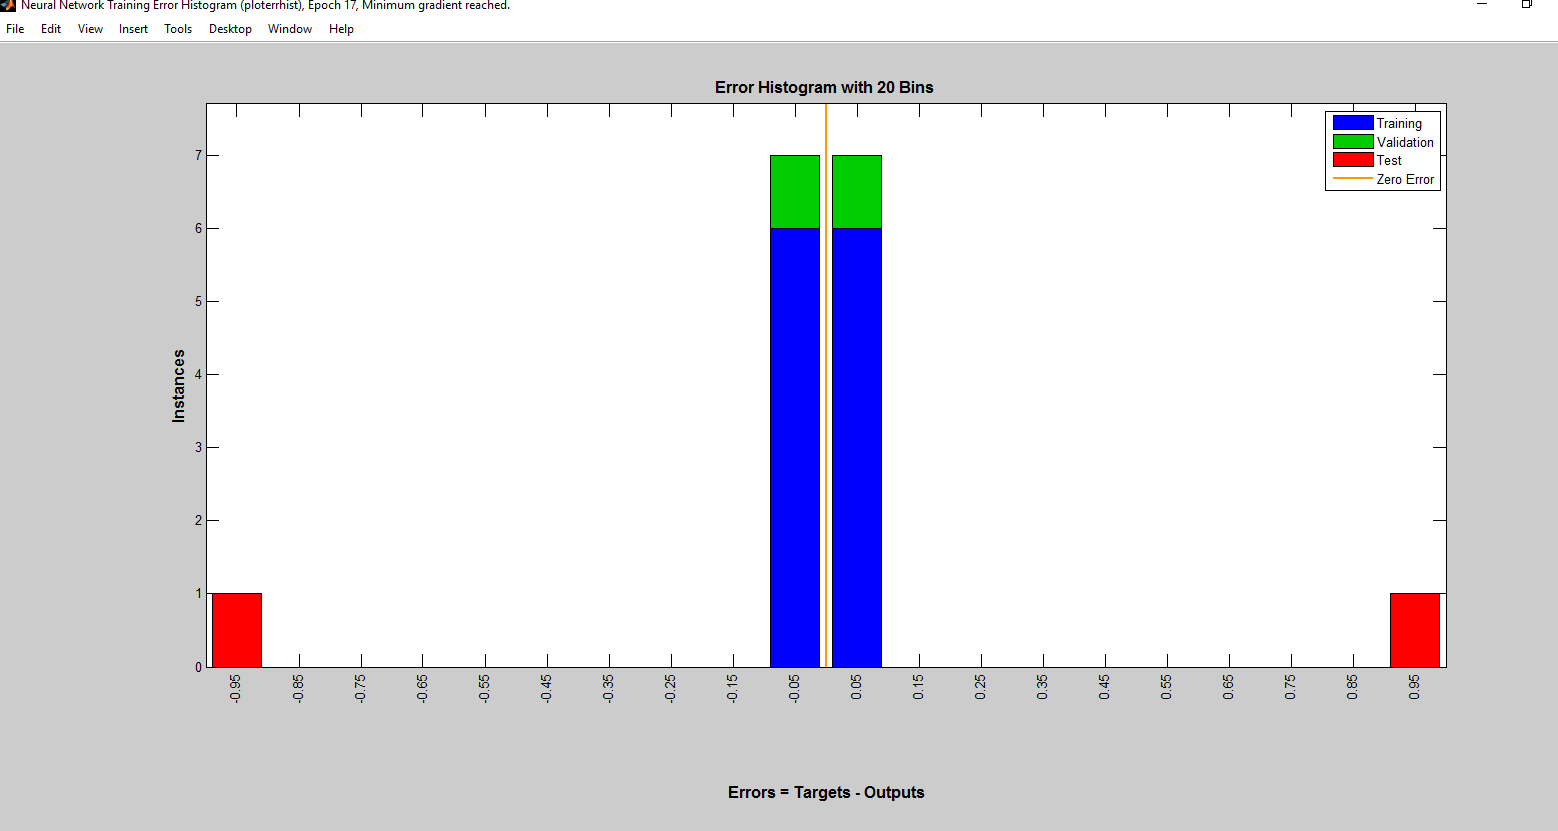 Neural Network Training Error Histogram (ploterrhist), Epoch 17, Minimum gradient reached.
File Edit View Insert Tools Desktop Window Help
Error Histogram with 20 Bins
Training
Validation
Test
Zero Error
7
6
5
4
3
2
1
0
Instances
-0.95 -0.85 -0.75 -0.65 -0.55 -0.45 -0.35 -0.25 -0.15 -0.05 0.05 0.15 0.25 0.35 0.45 0.55 0.65 0.75 0.85 0.95
Errors = Targets - Outputs